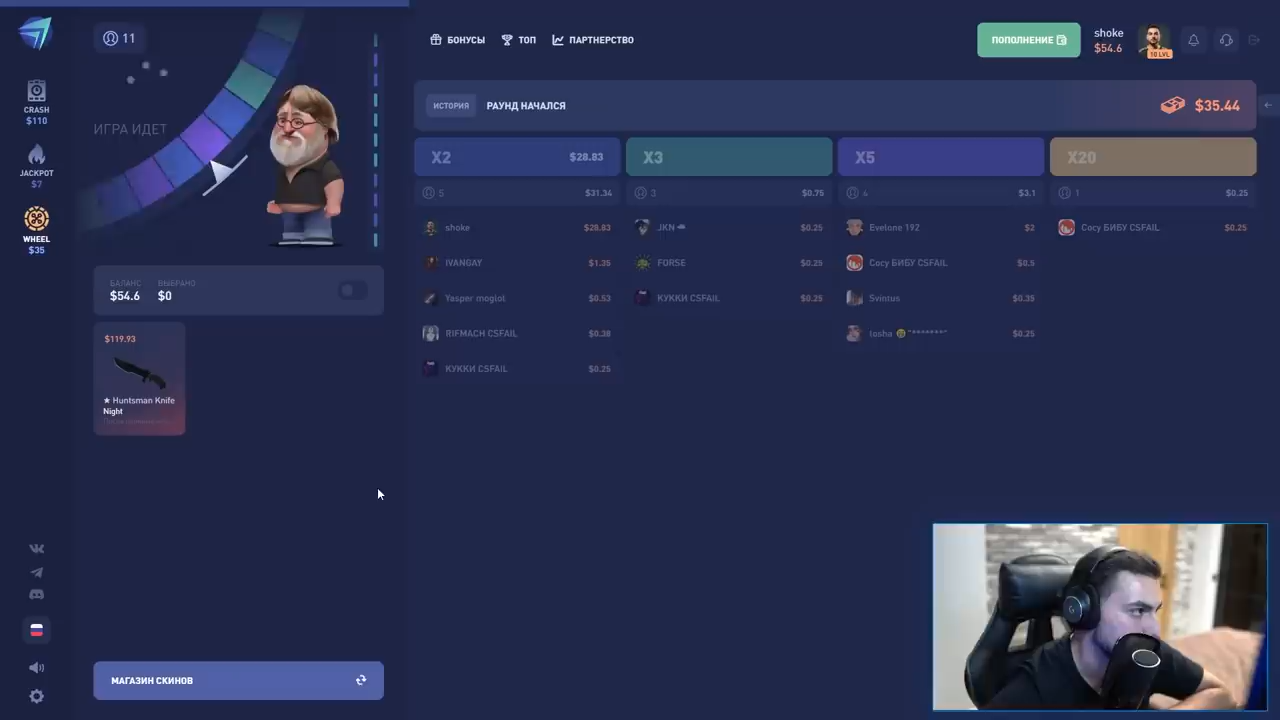 11
БОНУСЫ
ТОП
ПАРТНЕРСТВО
ПОПОЛНЕНИЕ
shoke
$54.6
10 LVL
CRASH
$110
JACKPOT
$7
WHEEL
$35
ИГРА ИДЕТ
ИСТОРИЯ
РАУНД НАЧАЛСЯ
$35.44
X2
$28.83
X3
X5
X20
5
$31.34
3
$0.75
4
$3.1
1
$0.25
shoke
$28.83
JKN
$0.25
Evelone 192
$2
Сосу БИБУ CSFAIL
$0.25
IVANGAY
$1.35
FORSE
$0.25
Сосу БИБУ CSFAIL
$0.5
Yasper moglol
$0.53
КУККИ CSFAIL
$0.25
Svintus
$0.35
RIFMACH CSFAIL
$0.38
$0.25
КУККИ CSFAIL
$0.25
БАЛАНС
ВЫБРАНО
$54.6
$0
$119.93
★ Huntsman Knife
Night
МАГАЗИН СКИНОВ